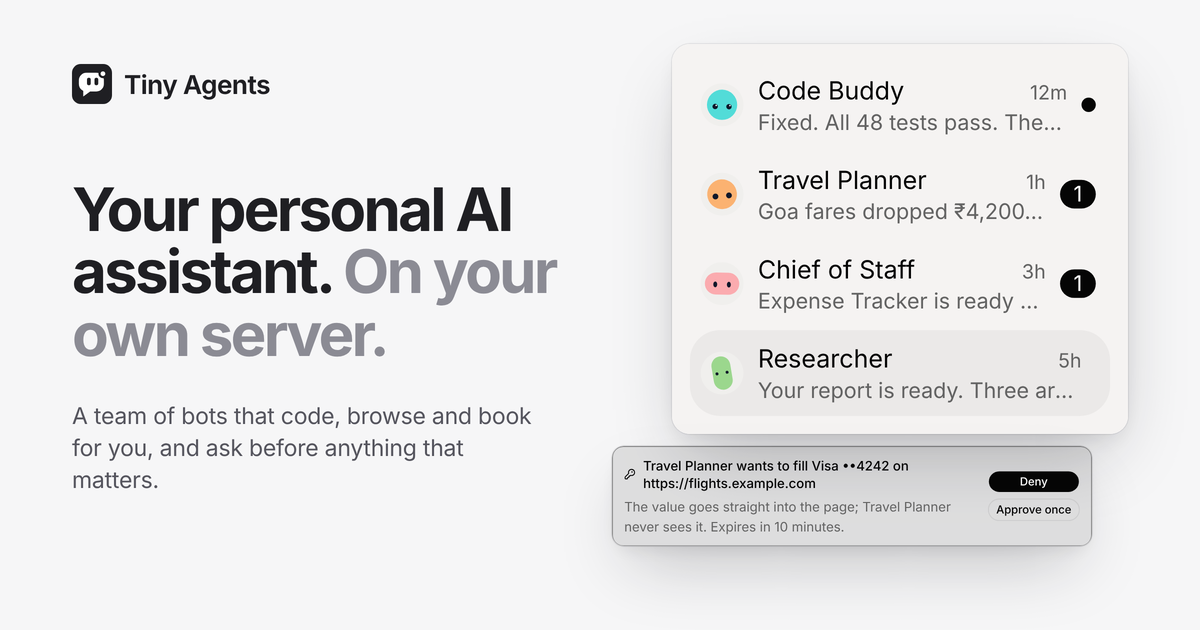 Tiny Agents
Your personal AI
assistant. On your
own server.
A team of bots that code, browse and book
for you, and ask before anything that
matters.
Code Buddy 12m
Fixed. All 48 tests pass. The...
Travel Planner 1h
Goa fares dropped ₹4,200... 1
Chief of Staff 3h
Expense Tracker is ready ... 1
Researcher 5h
Your report is ready. Three ar...
Travel Planner wants to fill Visa ••4242 on
https://flights.example.com
The value goes straight into the page; Travel Planner
never sees it. Expires in 10 minutes.
Deny
Approve once